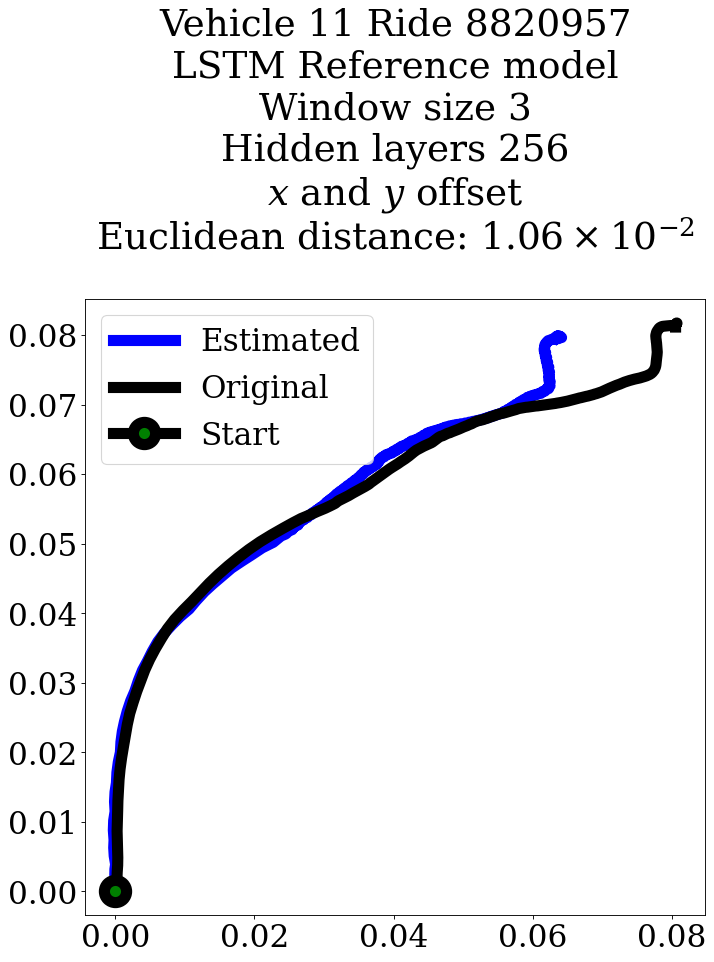 Vehicle 11 Ride 8820957
LSTM Reference model
Window size 3
Hidden layers 256
x and y offset
Euclidean distance: 1.06 × 10⁻²
Estimated
Original
Start
0.08
0.07
0.06
0.05
0.04
0.03
0.02
0.01
0.00
0.00 0.02 0.04 0.06 0.08